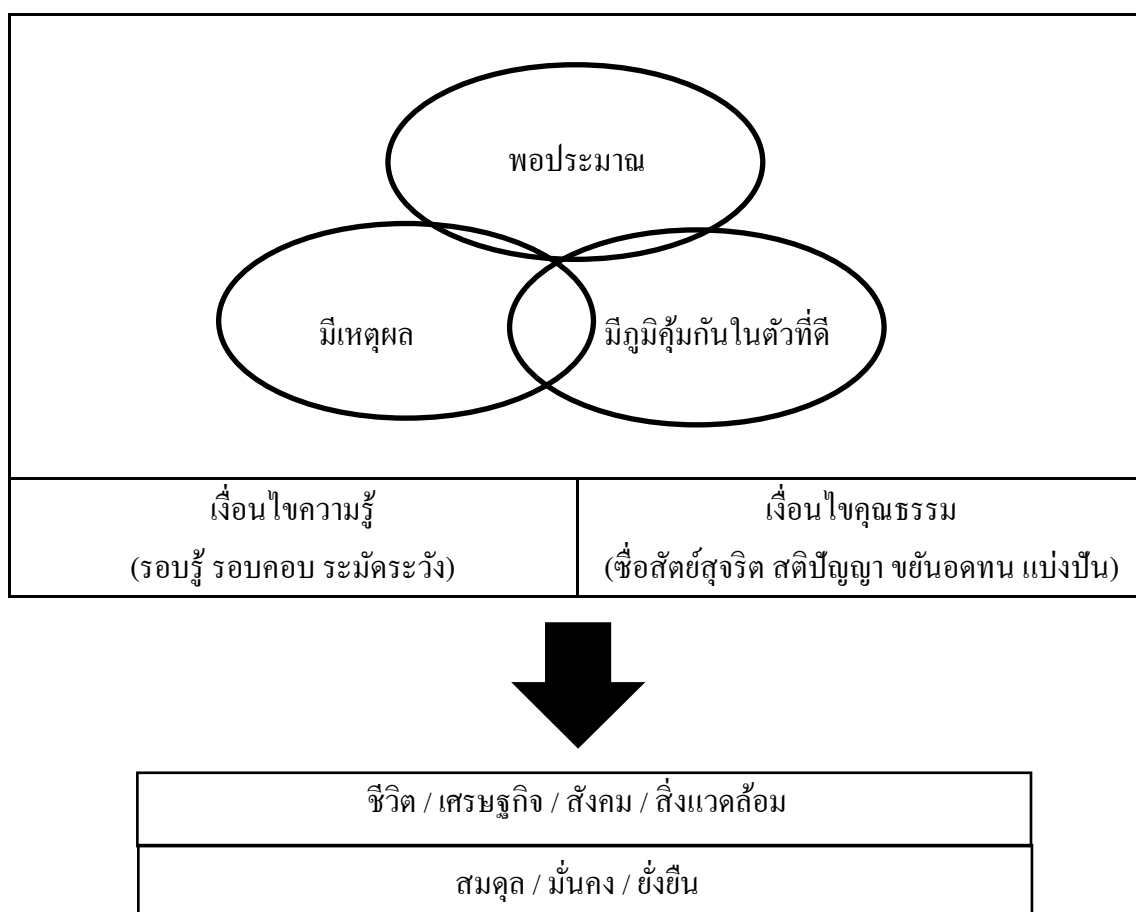 พอประมาณ
มีเหตุผล
มีภูมิคุ้มกันในตัวที่ดี
เงื่อนไขความรู้
(รอบรู้ รอบคอบ ระมัดระวัง)
เงื่อนไขคุณธรรม
(ซื่อสัตย์สุจริต สติปัญญา ขยันอดทน แบ่งปัน)
ชีวิต / เศรษฐกิจ / สังคม / สิ่งแวดล้อม
สมดุล / มั่นคง / ยั่งยืน